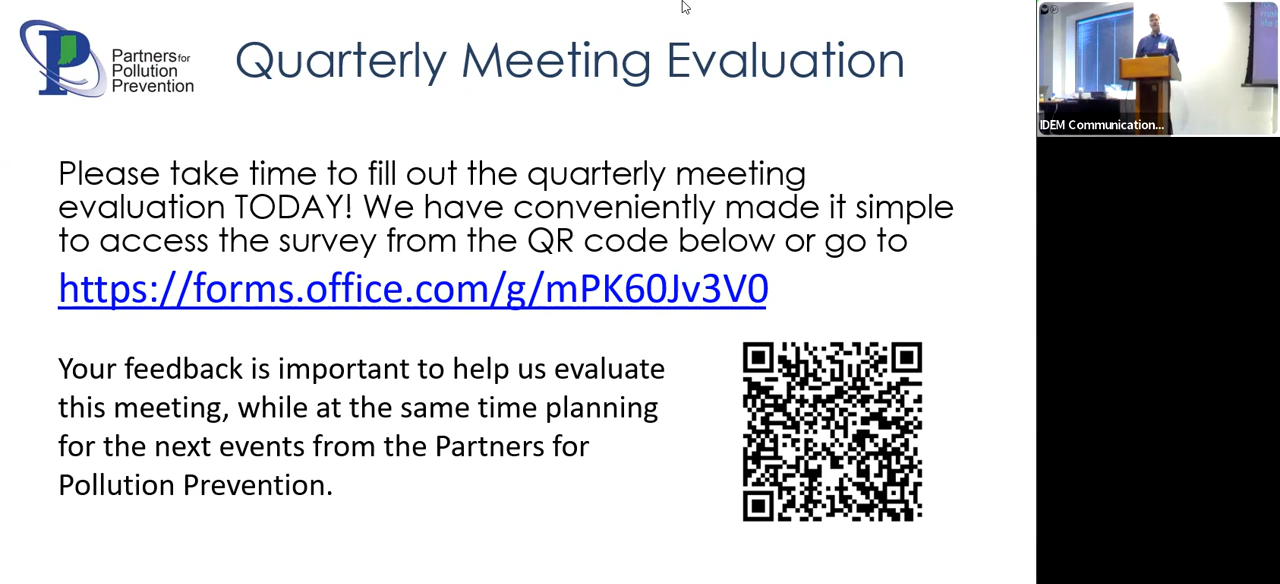 Partners for
Pollution
Prevention
Quarterly Meeting Evaluation
Please take time to fill out the quarterly meeting
evaluation TODAY! We have conveniently made it simple
to access the survey from the QR code below or go to
https://forms.office.com/g/mPK60Jv3V0
Your feedback is important to help us evaluate
this meeting, while at the same time planning
for the next events from the Partners for
Pollution Prevention.
IDEM Communication...